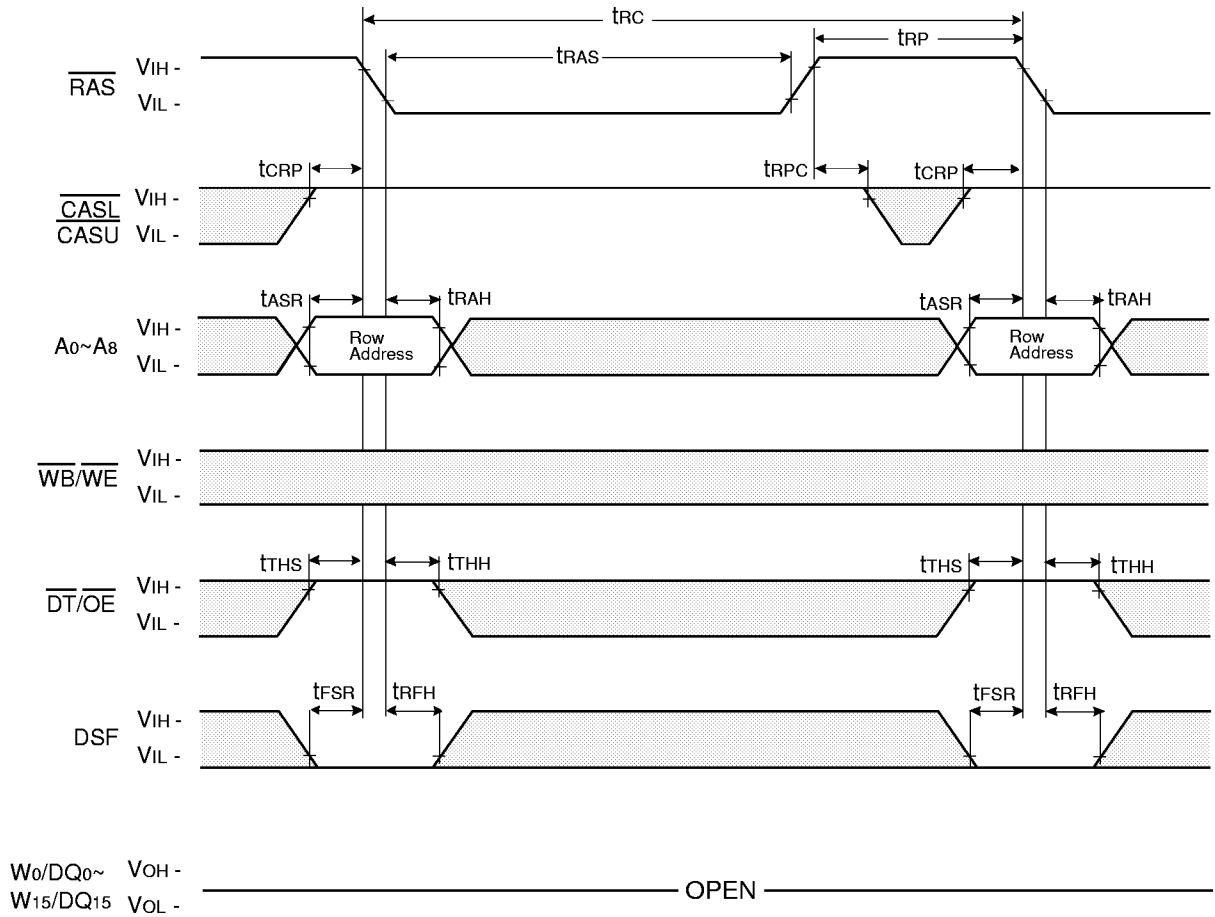 tRC
tRP
tRAS
RAS
VIH -
VIL -
tCRP
tRPC
tCRP
CASL
CASU
VIH -
VIL -
tASR
tRAH
tASR
tRAH
A0~A8
VIH -
VIL -
Row
Address
Row
Address
WB/WE
VIH -
VIL -
tTHS
tTHH
tTHS
tTHH
DT/OE
VIH -
VIL -
tFSR
tRFH
tFSR
tRFH
DSF
VIH -
VIL -
W0/DQ0~
W15/DQ15
VOH -
VOL -
OPEN